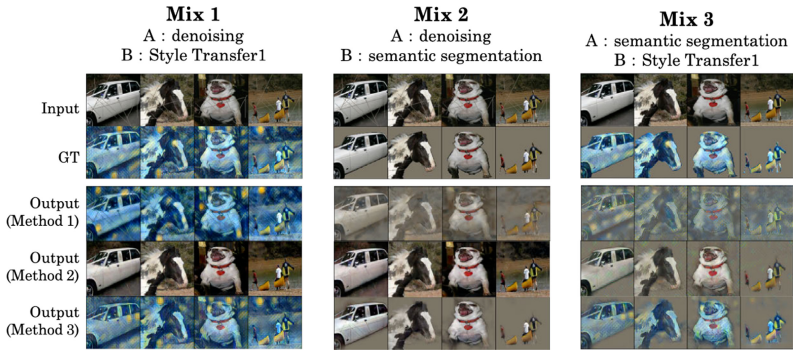 Mix 1
A : denoising
B : Style Transfer1
Mix 2
A : denoising
B : semantic segmentation
Mix 3
A : semantic segmentation
B : Style Transfer1
Input
GT
Output
(Method 1)
Output
(Method 2)
Output
(Method 3)